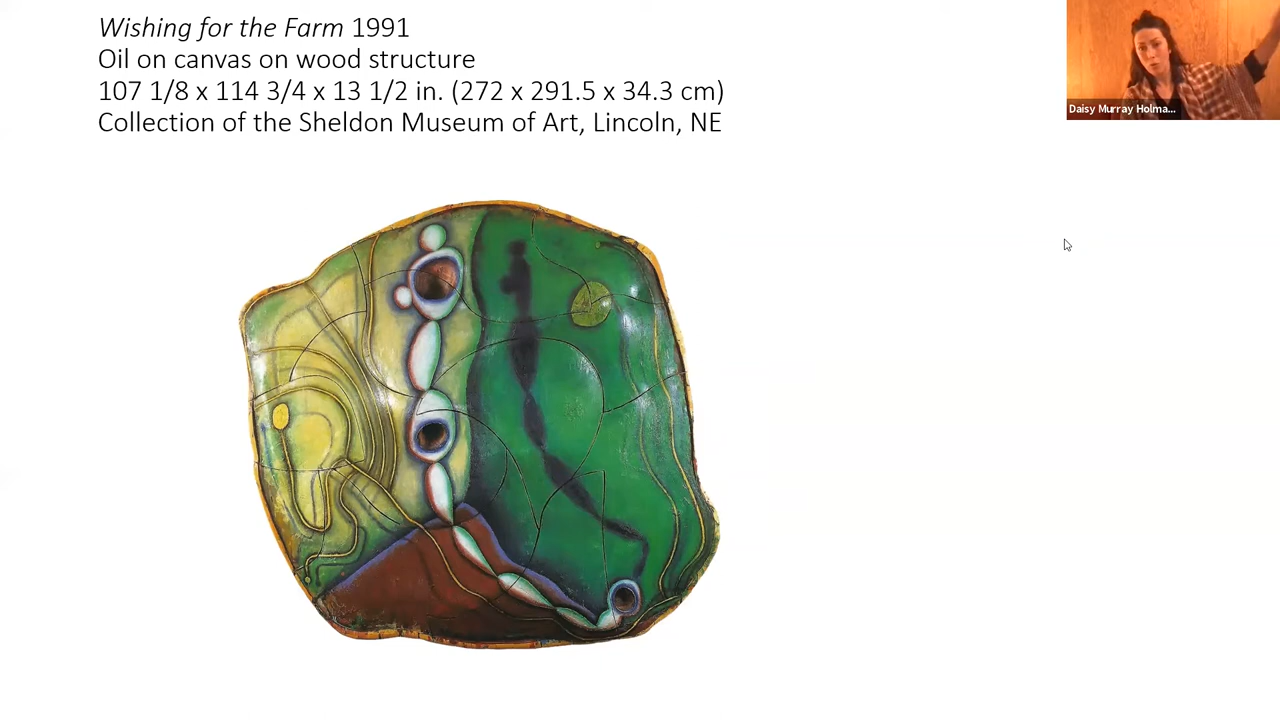 Wishing for the Farm 1991
Oil on canvas on wood structure
107 1/8 x 114 3/4 x 13 1/2 in. (272 x 291.5 x 34.3 cm)
Collection of the Sheldon Museum of Art, Lincoln, NE
Daisy Murray Holma...